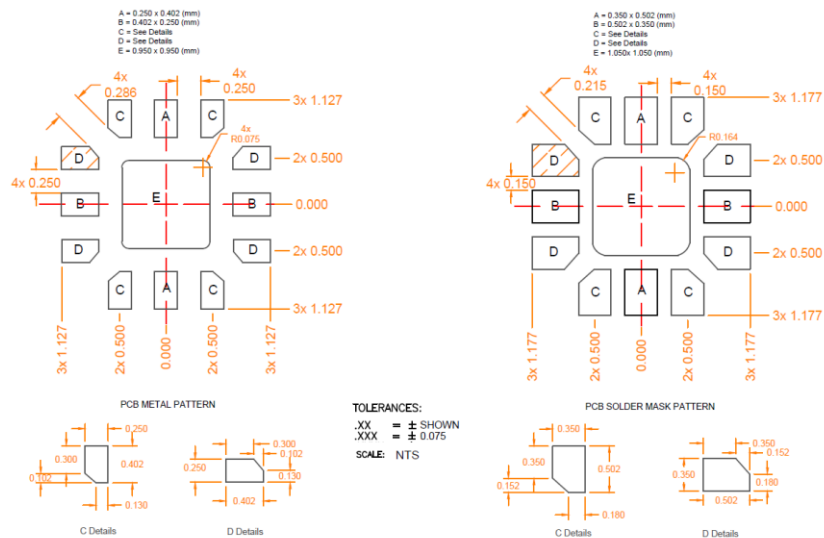 A = 0.250 x 0.402 (mm)
B = 0.402 x 0.250 (mm)
C = See Details
D = See Details
E = 0.950 x 0.950 (mm)
4x
0.286
4x
0.250
3x 1.127
C
A
C
4x
R0.075
D
D
2x 0.500
4x 0.250
E
B
B
0.000
D
D
2x 0.500
C
A
C
3x 1.127
3x 1.127
2x 0.500
0.000
2x 0.500
3x 1.127
PCB METAL PATTERN
0.250
0.300
0.402
0.102
0.130
C Details
0.300
0.102
0.250
0.130
0.402
D Details
TOLERANCES:
.XX = ± SHOWN
.XXX = ± 0.075
SCALE: NTS
A = 0.350 x 0.502 (mm)
B = 0.502 x 0.350 (mm)
C = See Details
D = See Details
E = 1.050x 1.050 (mm)
4x
0.215
4x
0.150
3x 1.177
C
A
C
R0.164
D
D
2x 0.500
4x 0.150
E
B
B
0.000
D
D
2x 0.500
C
A
C
3x 1.177
3x 1.177
2x 0.500
0.000
2x 0.500
3x 1.177
PCB SOLDER MASK PATTERN
0.350
0.350
0.502
0.152
0.180
C Details
0.350
0.152
0.350
0.180
0.502
D Details